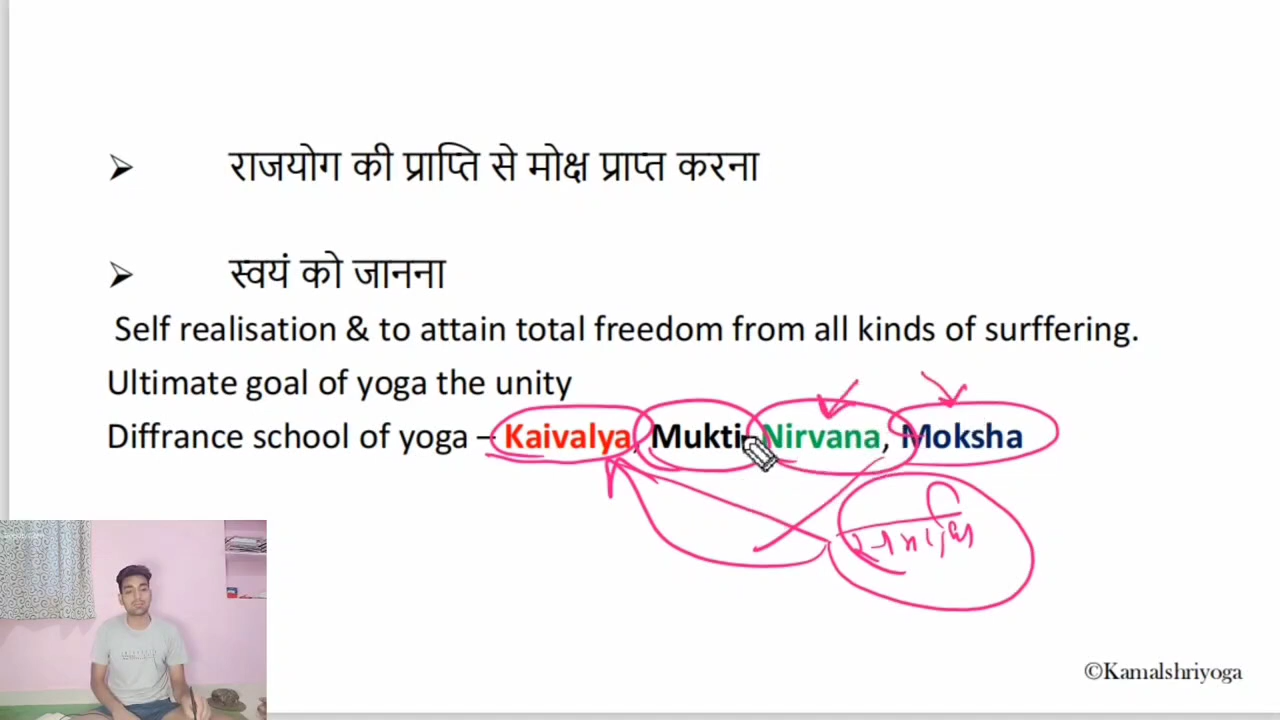 ➢ राजयोग की प्राप्ति से मोक्ष प्राप्त करना
➢ स्वयं को जानना
Self realisation & to attain total freedom from all kinds of surffering.
Ultimate goal of yoga the unity
Diffrance school of yoga – Kaivalya, Mukti, Nirvana, Moksha
समाधि
©Kamalshriyoga